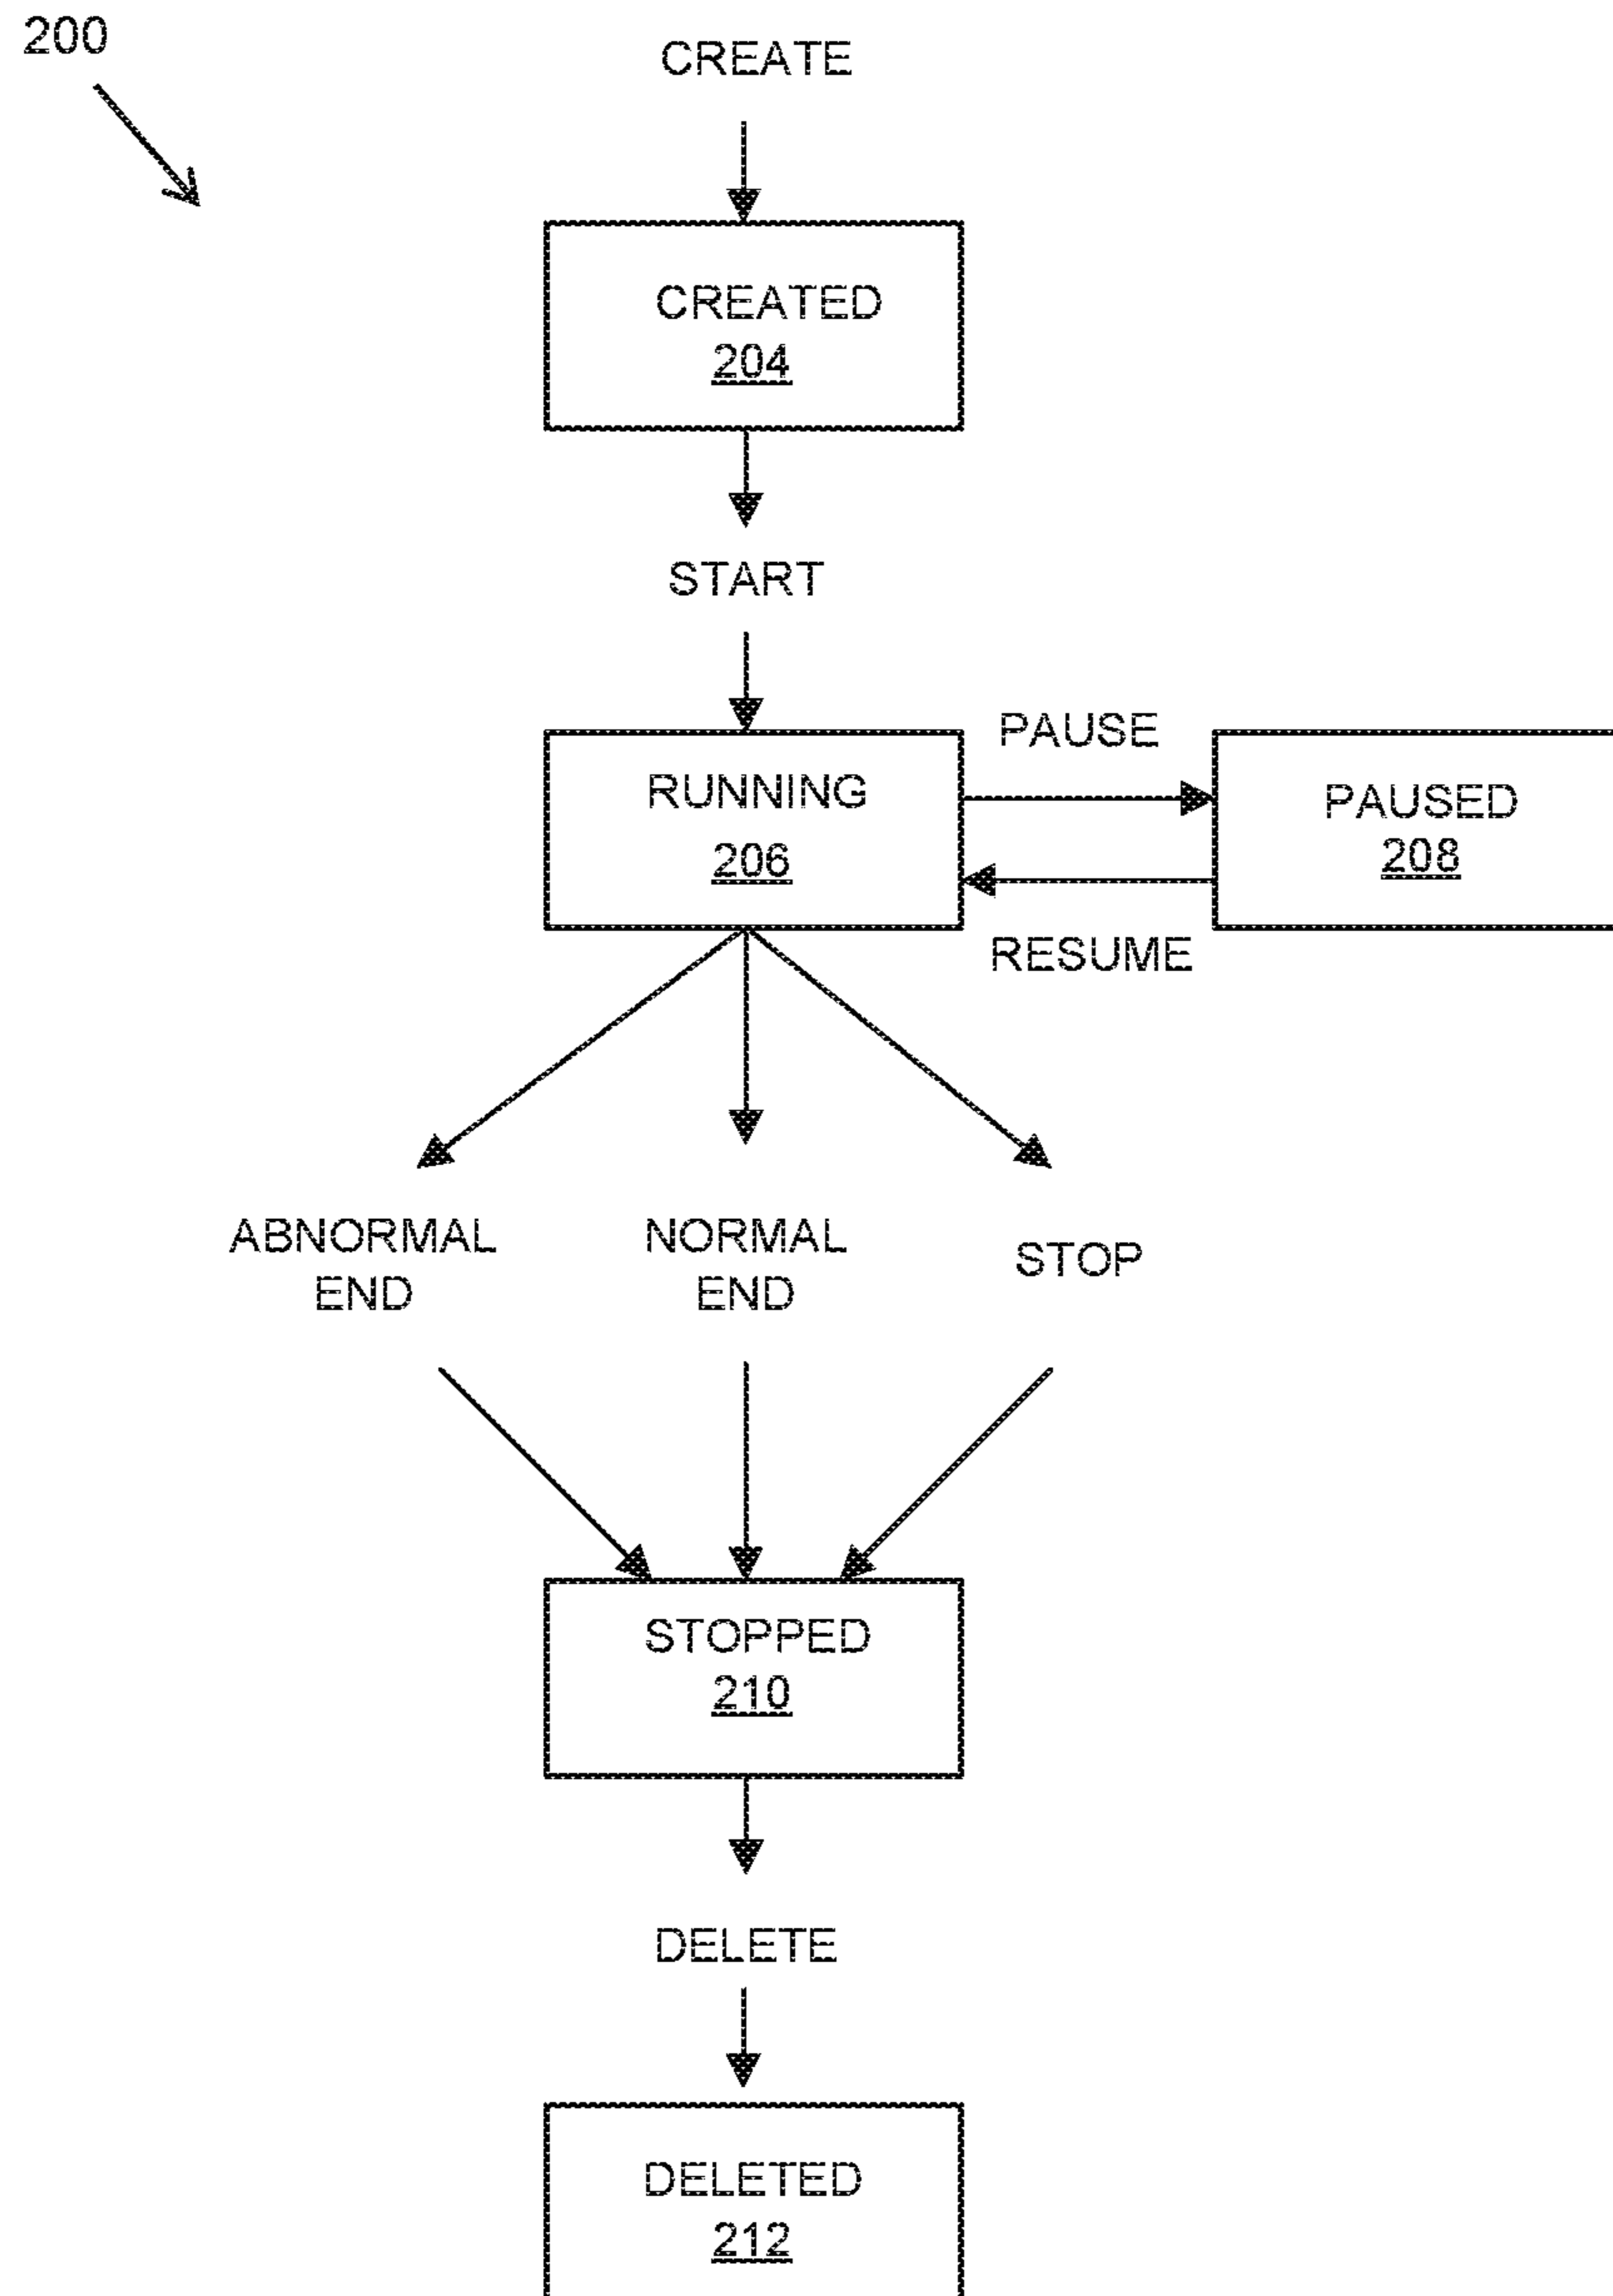 200
CREATE
CREATED
204
START
PAUSE
RUNNING
206
PAUSED
208
RESUME
ABNORMAL
END
NORMAL
END
STOP
STOPPED
210
DELETE
DELETED
212